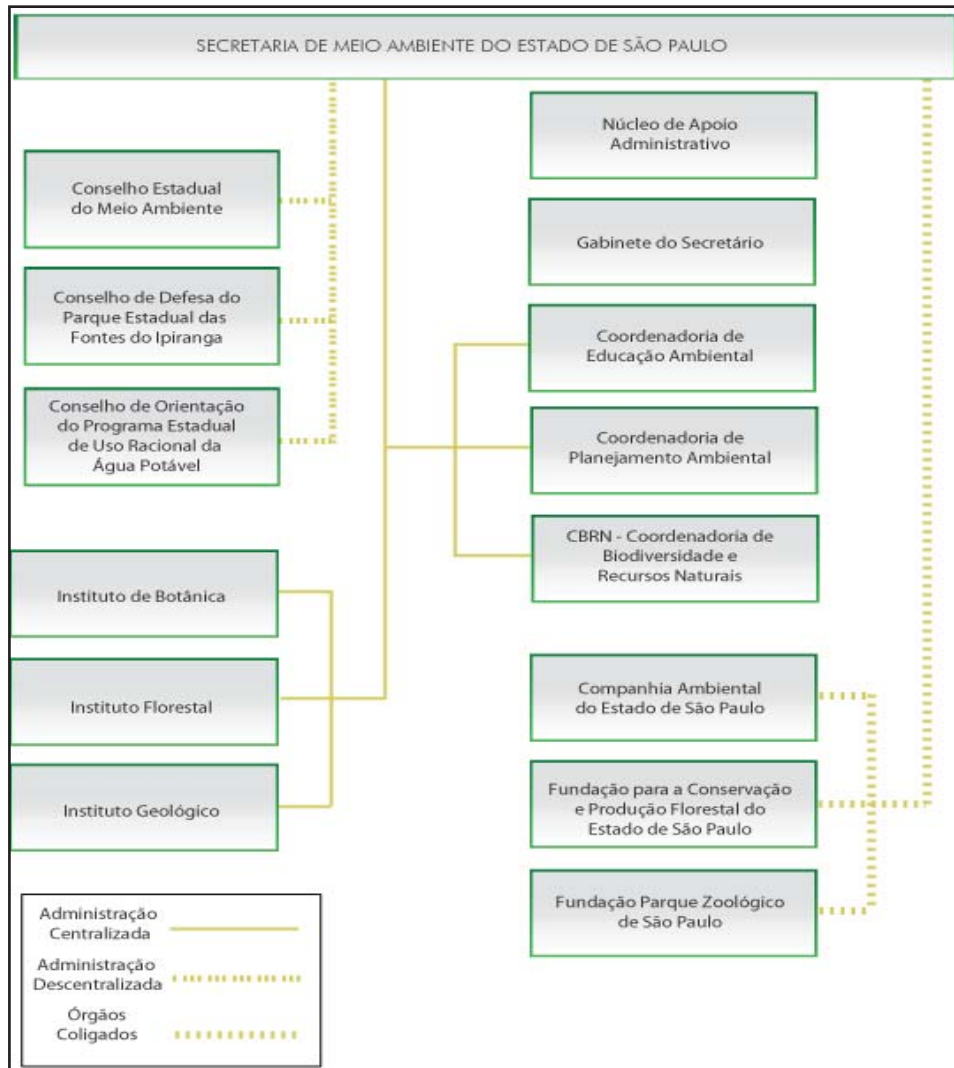 SECRETARIA DE MEIO AMBIENTE DO ESTADO DE SÃO PAULO
Núcleo de Apoio
Administrativo
Conselho Estadual
do Meio Ambiente
Gabinete do Secretário
Conselho de Defesa do
Parque Estadual das
Fontes do Ipiranga
Coordenadoria de
Educação Ambiental
Conselho de Orientação
do Programa Estadual
de Uso Racional da
Água Potável
Coordenadoria de
Planejamento Ambiental
CBRN - Coordenadoria de
Biodiversidade e
Recursos Naturais
Instituto de Botânica
Instituto Florestal
Companhia Ambiental
do Estado de São Paulo
Instituto Geológico
Fundação para a Conservação
e Produção Florestal do
Estado de São Paulo
Fundação Parque Zoológico
de São Paulo
Administração
Centralizada
Administração
Descentralizada
Órgãos
Coligados